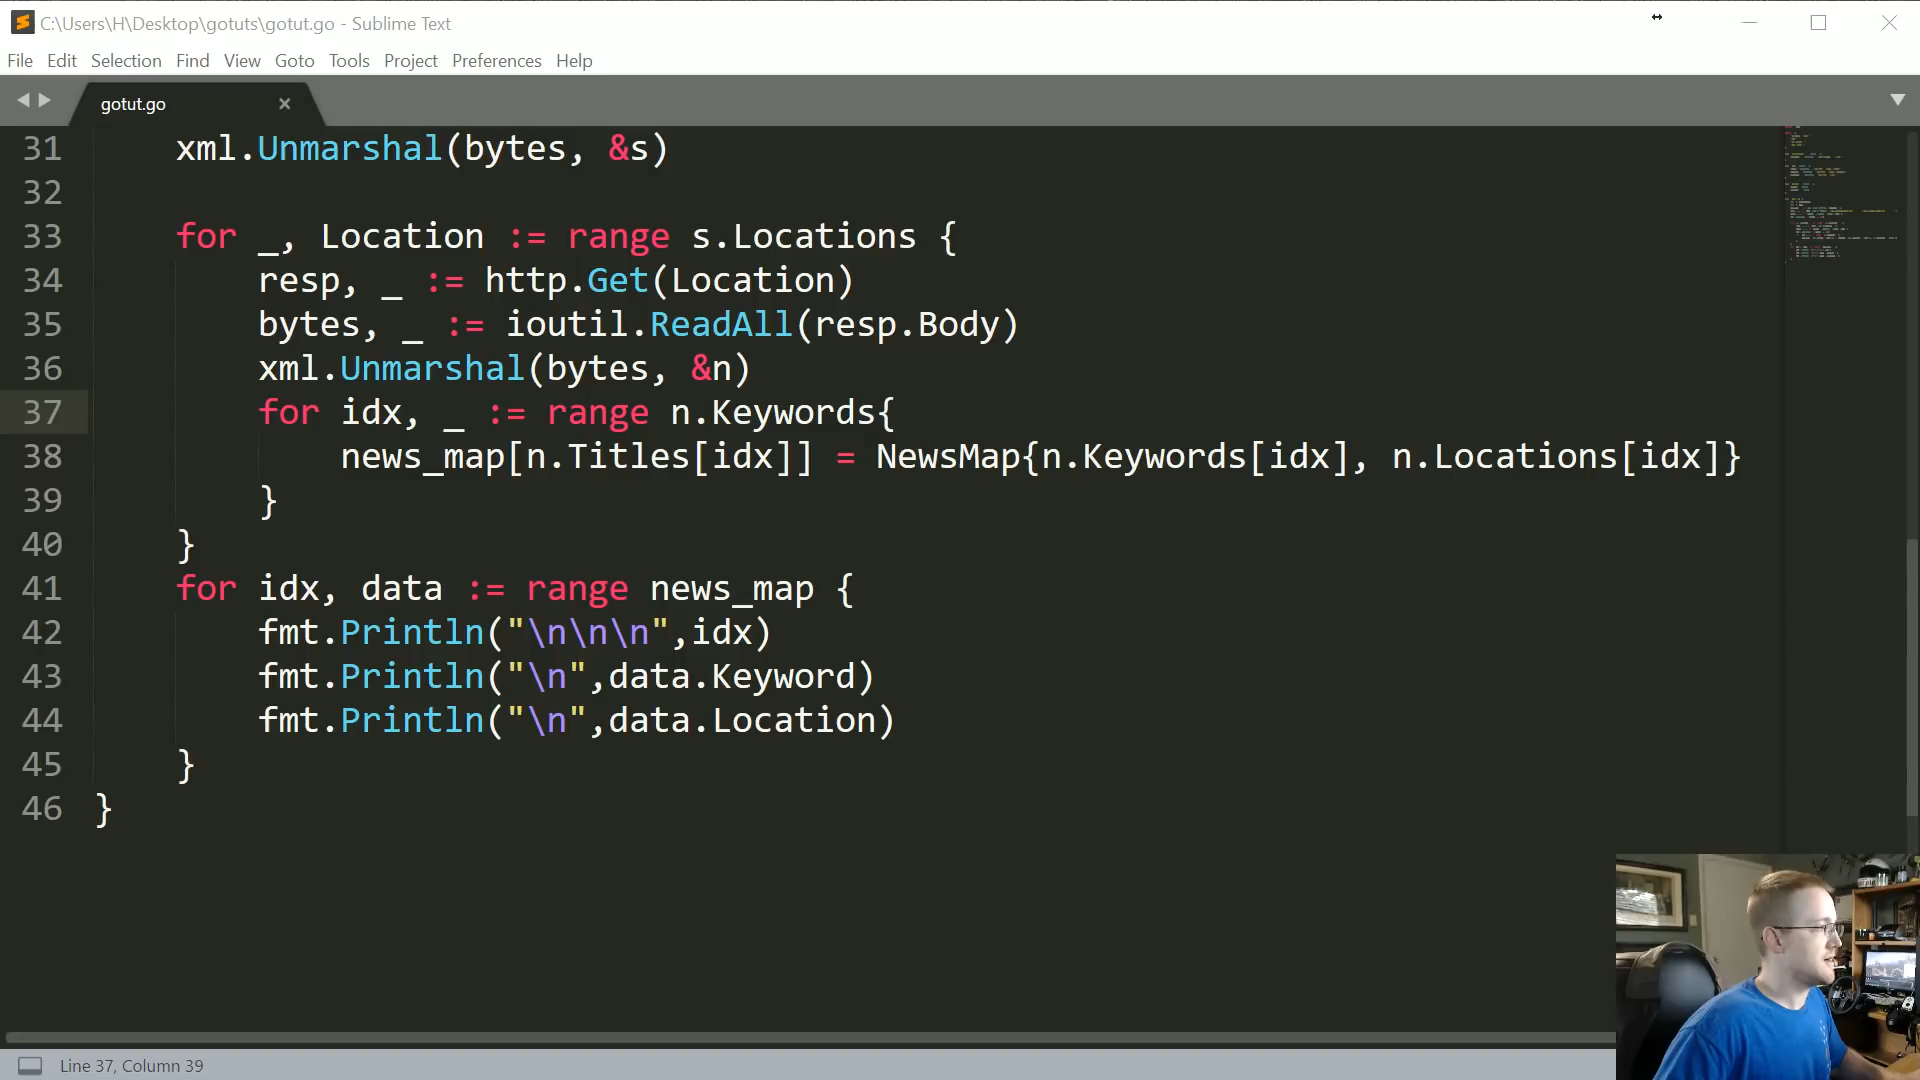 C:\Users\H\Desktop\gotuts\gotut.go - Sublime Text
File Edit Selection Find View Goto Tools Project Preferences Help
gotut.go
31 xml.Unmarshal(bytes, &s)
32
33 for _, Location := range s.Locations {
34 resp, _ := http.Get(Location)
35 bytes, _ := ioutil.ReadAll(resp.Body)
36 xml.Unmarshal(bytes, &n)
37 for idx, _ := range n.Keywords{
38 news_map[n.Titles[idx]] = NewsMap{n.Keywords[idx], n.Locations[idx]}
39 }
40 }
41 for idx, data := range news_map {
42 fmt.Println("\n\n\n",idx)
43 fmt.Println("\n",data.Keyword)
44 fmt.Println("\n",data.Location)
45 }
46 }
Line 37, Column 39